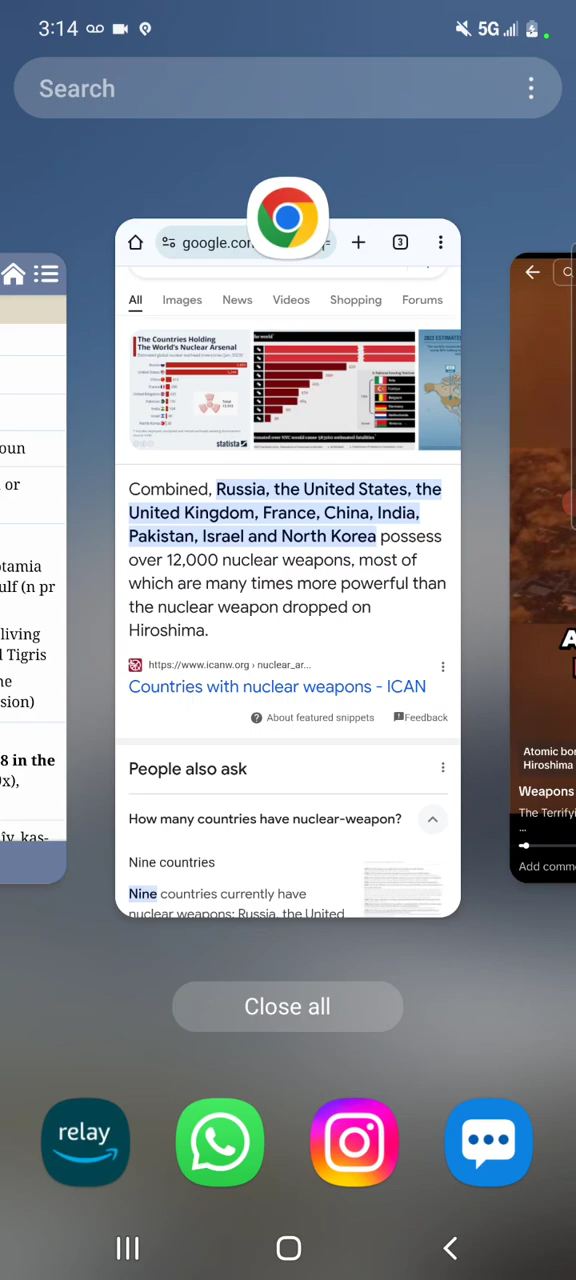 3:14
5G
Search
google.com
3
All Images News Videos Shopping Forums
The Countries Holding
The World's Nuclear Arsenal
statista
Combined, Russia, the United States, the
United Kingdom, France, China, India,
Pakistan, Israel and North Korea possess
over 12,000 nuclear weapons, most of
which are many times more powerful than
the nuclear weapon dropped on
Hiroshima.
https://www.icanw.org › nuclear_ar...
Countries with nuclear weapons - ICAN
About featured snippets
Feedback
People also ask
How many countries have nuclear-weapon?
Nine countries
Nine countries currently have
nuclear weapons: Russia, the United
oun
or
otamia
ulf (n pr
living
l Tigris
ne
sion)
8 in the
0x),
îy, kas-
A
Atomic bo
Hiroshima
Weapons
The Terrifyi
...
Add comm
Close all
relay